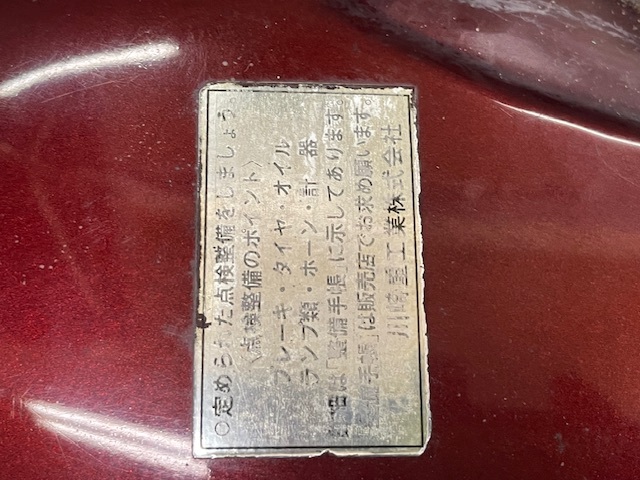 ○定められた点検整備をしましょう。
〈点検整備のポイント〉
ブレーキ・タイヤ・オイル
ランプ類・ホーン・計器
は「整備手帳」に示してあります。
手帳」は販売店でお求め願います。
川崎重工業株式会社